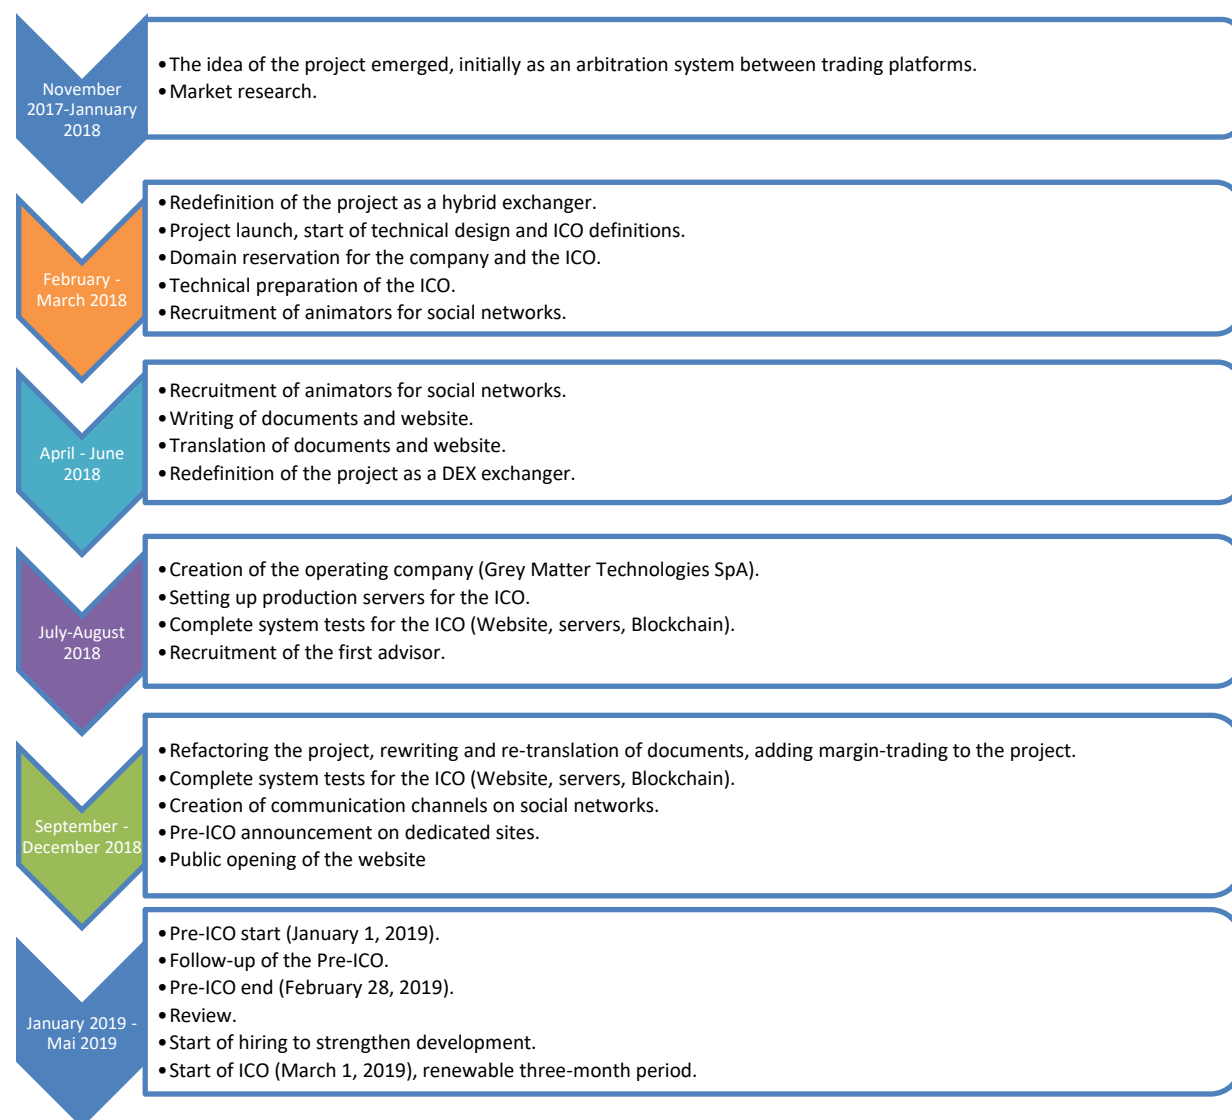 November
2017-Jannuary
2018
•The idea of the project emerged, initially as an arbitration system between trading platforms.
•Market research.
February -
March 2018
•Redefinition of the project as a hybrid exchanger.
•Project launch, start of technical design and ICO definitions.
•Domain reservation for the company and the ICO.
•Technical preparation of the ICO.
•Recruitment of animators for social networks.
April - June
2018
•Recruitment of animators for social networks.
•Writing of documents and website.
•Translation of documents and website.
•Redefinition of the project as a DEX exchanger.
July-August
2018
•Creation of the operating company (Grey Matter Technologies SpA).
•Setting up production servers for the ICO.
•Complete system tests for the ICO (Website, servers, Blockchain).
•Recruitment of the first advisor.
September -
December 2018
•Refactoring the project, rewriting and re-translation of documents, adding margin-trading to the project.
•Complete system tests for the ICO (Website, servers, Blockchain).
•Creation of communication channels on social networks.
•Pre-ICO announcement on dedicated sites.
•Public opening of the website
January 2019 -
Mai 2019
•Pre-ICO start (January 1, 2019).
•Follow-up of the Pre-ICO.
•Pre-ICO end (February 28, 2019).
•Review.
•Start of hiring to strengthen development.
•Start of ICO (March 1, 2019), renewable three-month period.